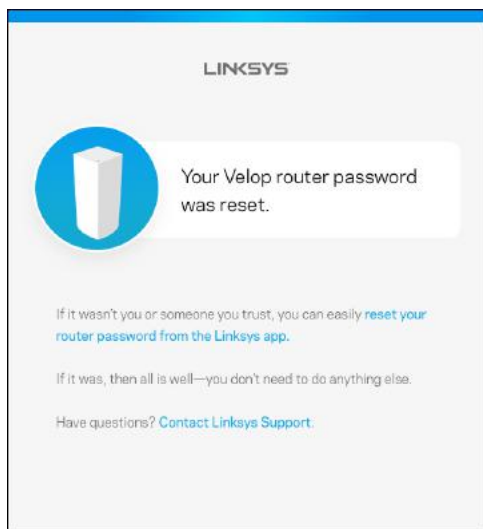 LINKSYS
Your Velop router password
was reset.
If it wasn't you or someone you trust, you can easily reset your
router password from the Linksys app.
If it was, then all is well—you don't need to do anything else.
Have questions? Contact Linksys Support.